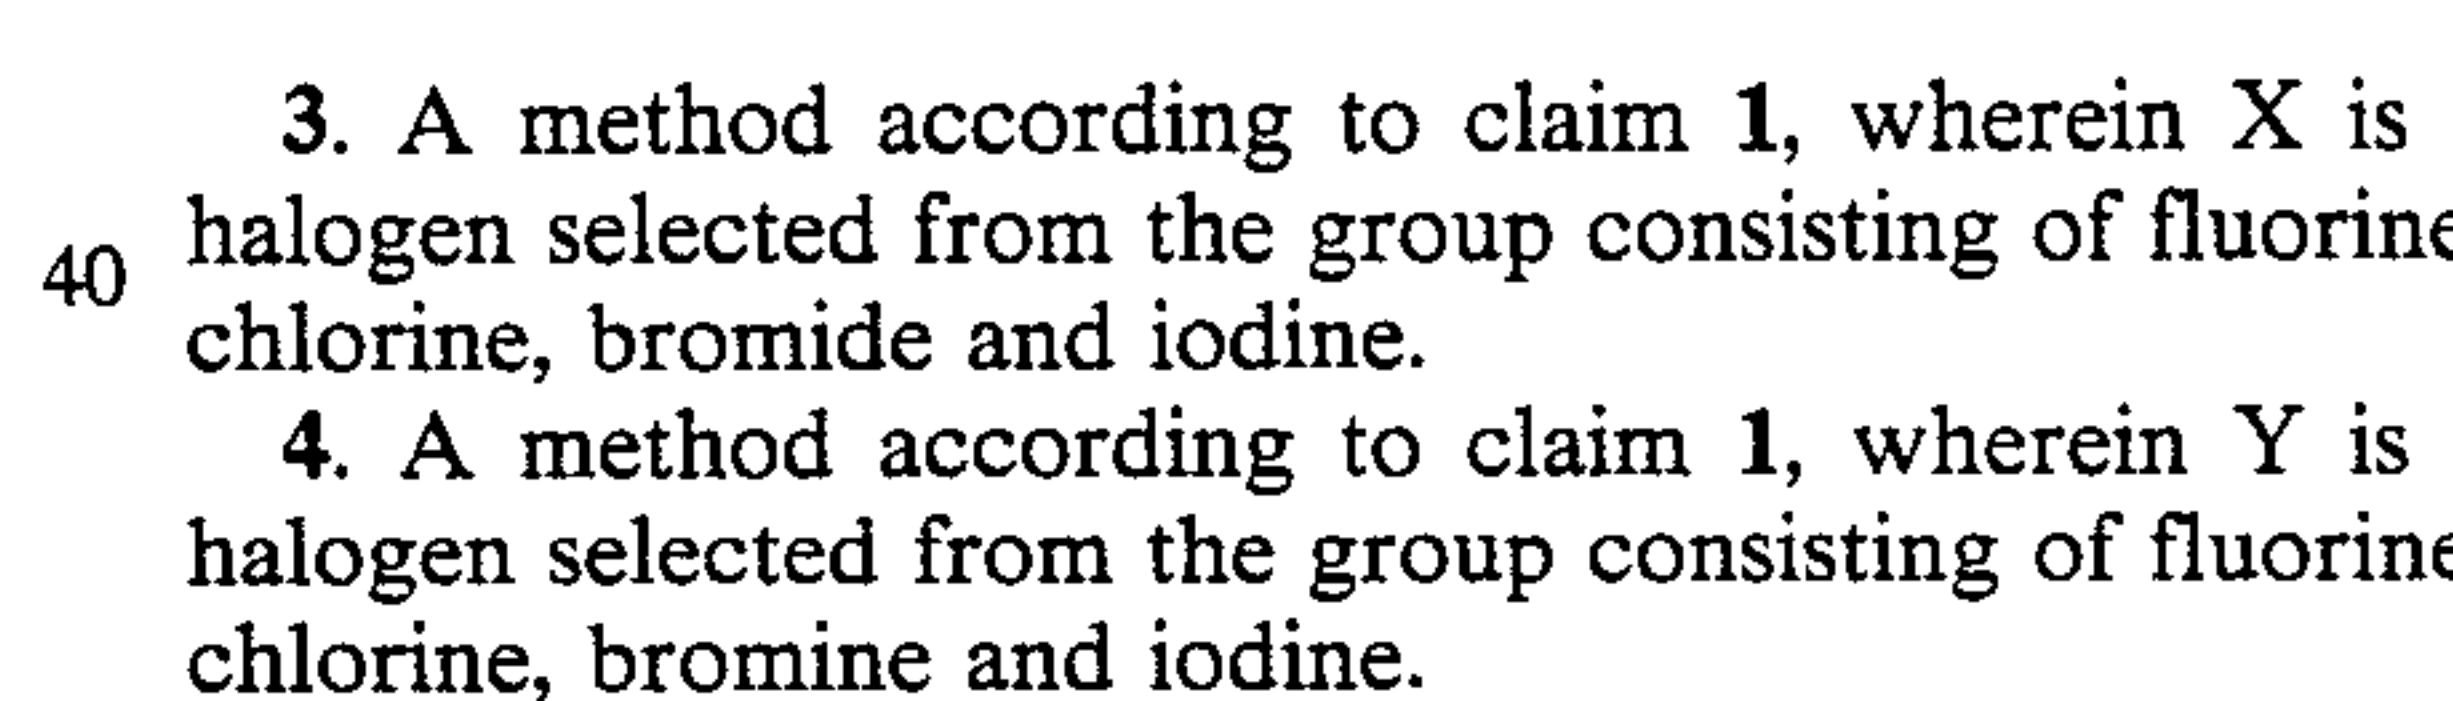 3. A method according to claim 1, wherein X is
halogen selected from the group consisting of fluorine
40
chlorine, bromide and iodine.
4. A method according to claim 1, wherein Y is
halogen selected from the group consisting of fluorine
chlorine, bromine and iodine.